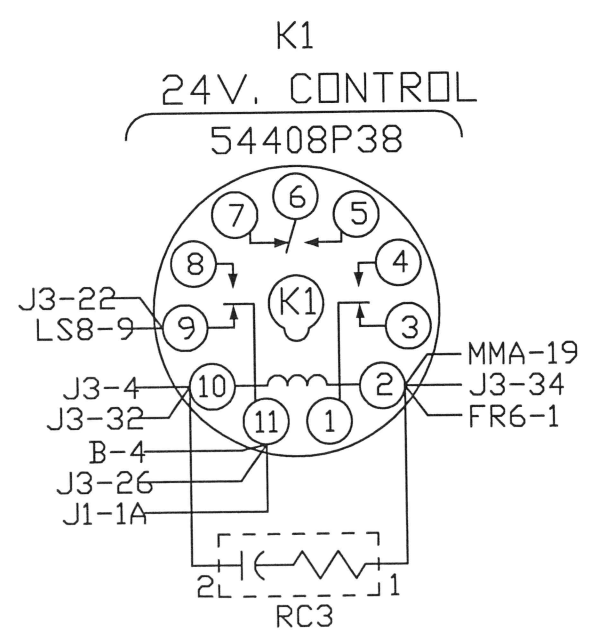 K1
24V. CONTROL
54408P38
6
7
5
8
4
K1
J3-22
LS8-9
9
3
MMA-19
J3-4
10
2
J3-34
J3-32
11
1
FR6-1
B-4
J3-26
J1-1A
2
1
RC3